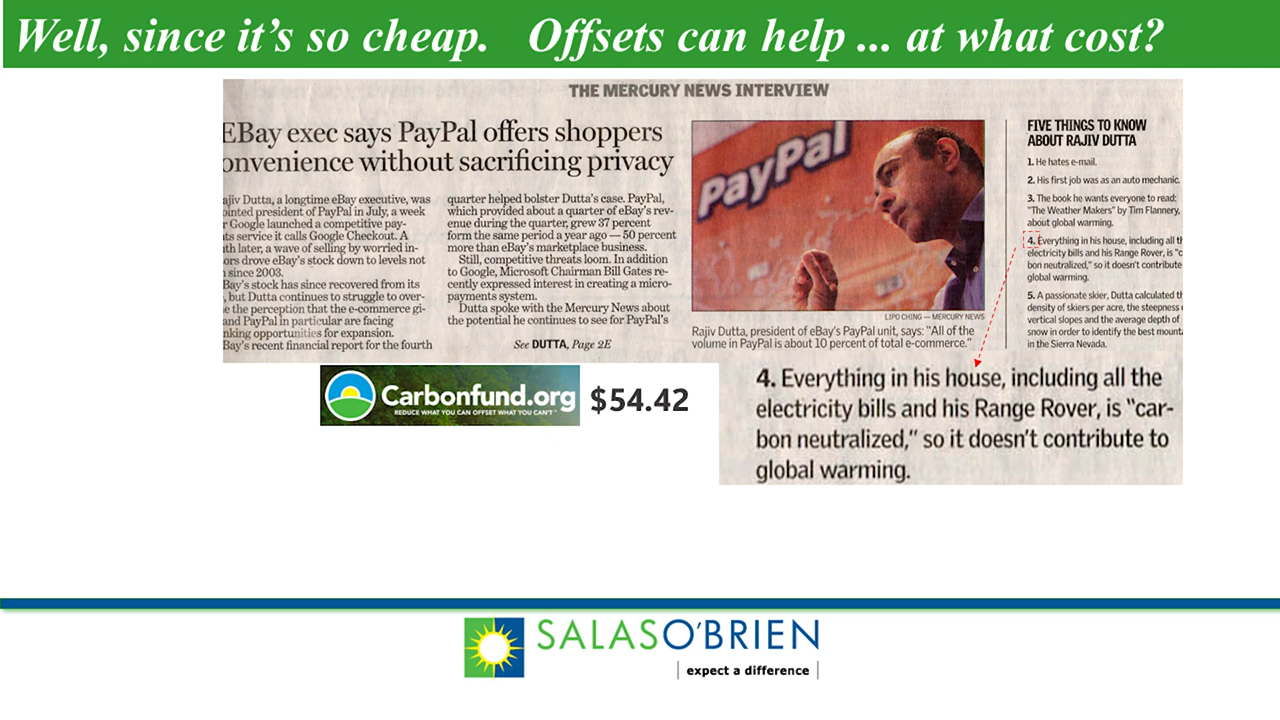 Well, since it's so cheap. Offsets can help ... at what cost?
THE MERCURY NEWS INTERVIEW
EBay exec says PayPal offers shoppers
onvenience without sacrificing privacy
ajiv Dutta, a longtime eBay executive, was
ointed president of PayPal in July, a week
r Google launched a competitive pay-
ts service it calls Google Checkout. A
th later, a wave of selling by worried in-
ors drove eBay's stock down to levels not
since 2003.
Bay's stock has since recovered from its
, but Dutta continues to struggle to over-
e the perception that the e-commerce gi-
and PayPal in particular are facing
nking opportunities for expansion.
Bay's recent financial report for the fourth
quarter helped bolster Dutta's case. PayPal,
which provided about a quarter of eBay's rev-
enue during the quarter, grew 37 percent
form the same period a year ago — 50 percent
more than eBay's marketplace business.
Still, competitive threats loom. In addition
to Google, Microsoft Chairman Bill Gates re-
cently expressed interest in creating a micro-
payments system.
Dutta spoke with the Mercury News about
the potential he continues to see for PayPal's
See DUTTA, Page 2E
PayPal
LIPO CHING — MERCURY NEWS
Rajiv Dutta, president of eBay's PayPal unit, says: "All of the
volume in PayPal is about 10 percent of total e-commerce."
FIVE THINGS TO KNOW
ABOUT RAJIV DUTTA
1. He hates e-mail.
2. His first job was as an auto mechanic.
3. The book he wants everyone to read:
"The Weather Makers" by Tim Flannery,
about global warming.
4. Everything in his house, including all th
electricity bills and his Range Rover, is "c
bon neutralized," so it doesn't contribute
global warming.
5. A passionate skier, Dutta calculated th
density of skiers per acre, the steepness
vertical slopes and the average depth of
snow in order to identify the best mount
in the Sierra Nevada.
4. Everything in his house, including all the
electricity bills and his Range Rover, is "car-
bon neutralized," so it doesn't contribute to
global warming.
Carbonfund.org
REDUCE WHAT YOU CAN OFFSET WHAT YOU CAN'T™
$54.42
SALASO'BRIEN
expect a difference